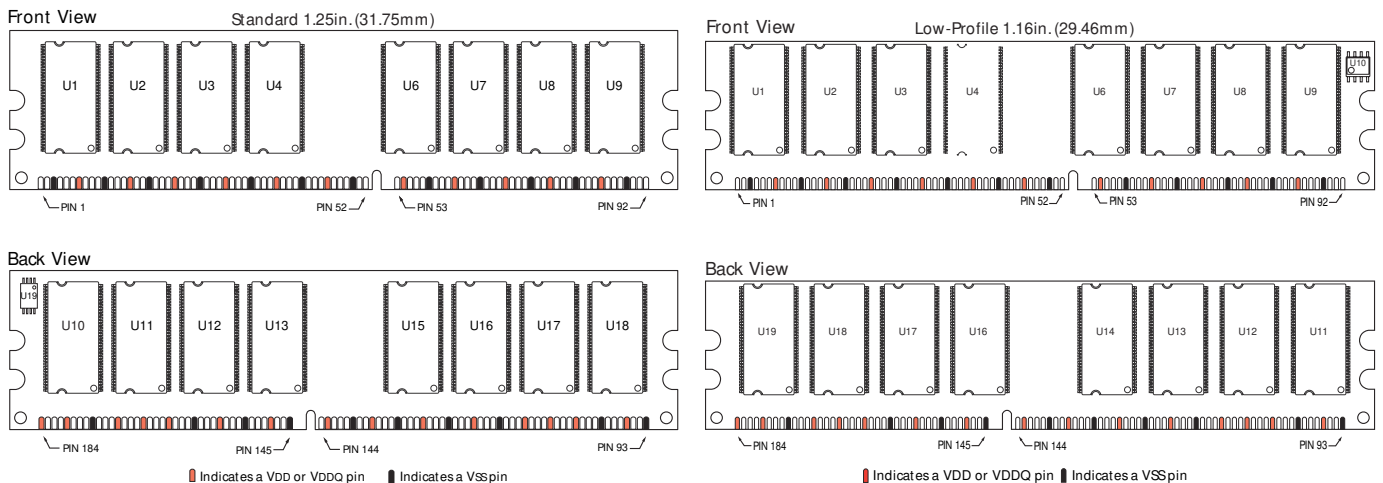 Front View
Standard 1.25in. (31.75mm)
U1 U2 U3 U4 U6 U7 U8 U9
PIN 1 PIN 52 PIN 53 PIN 92
Back View
U19 U10 U11 U12 U13 U15 U16 U17 U18
PIN 184 PIN 145 PIN 144 PIN 93
Indicates a VDD or VDDQ pin Indicates a VSS pin
Front View
Low-Profile 1.16in. (29.46mm)
U1 U2 U3 U4 U6 U7 U8 U9 U10
PIN 1 PIN 52 PIN 53 PIN 92
Back View
U19 U18 U17 U16 U14 U13 U12 U11
PIN 184 PIN 145 PIN 144 PIN 93
Indicates a VDD or VDDQ pin Indicates a VSS pin